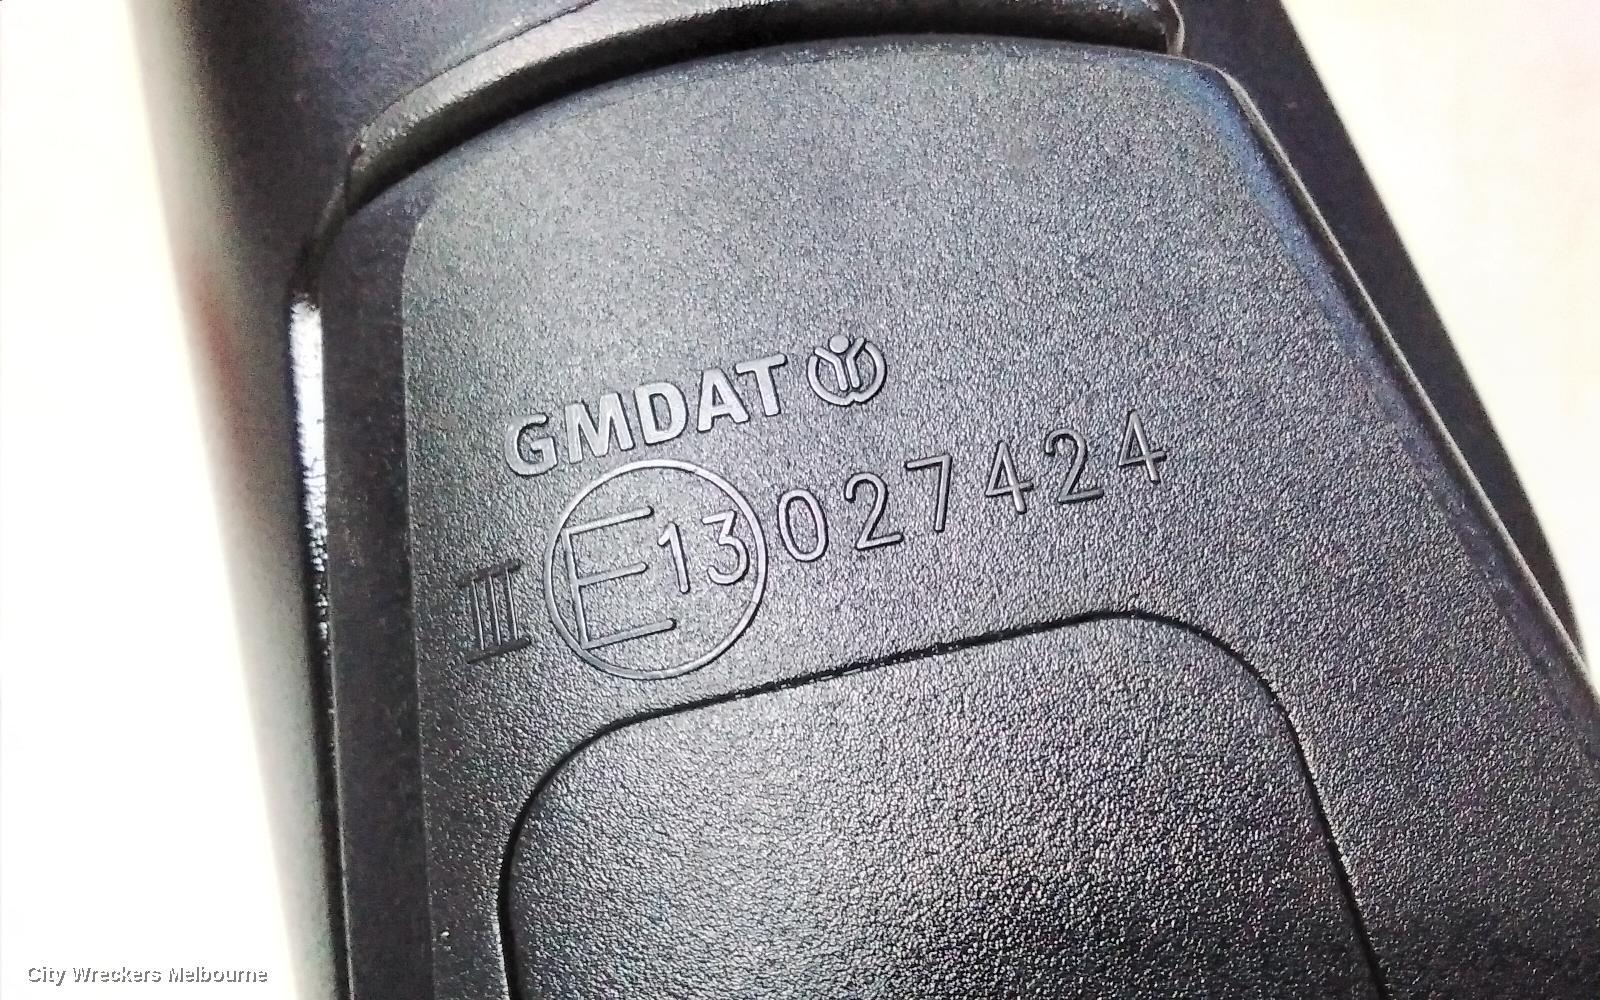 GMDAT
III E13 027424
City Wreckers Melbourne